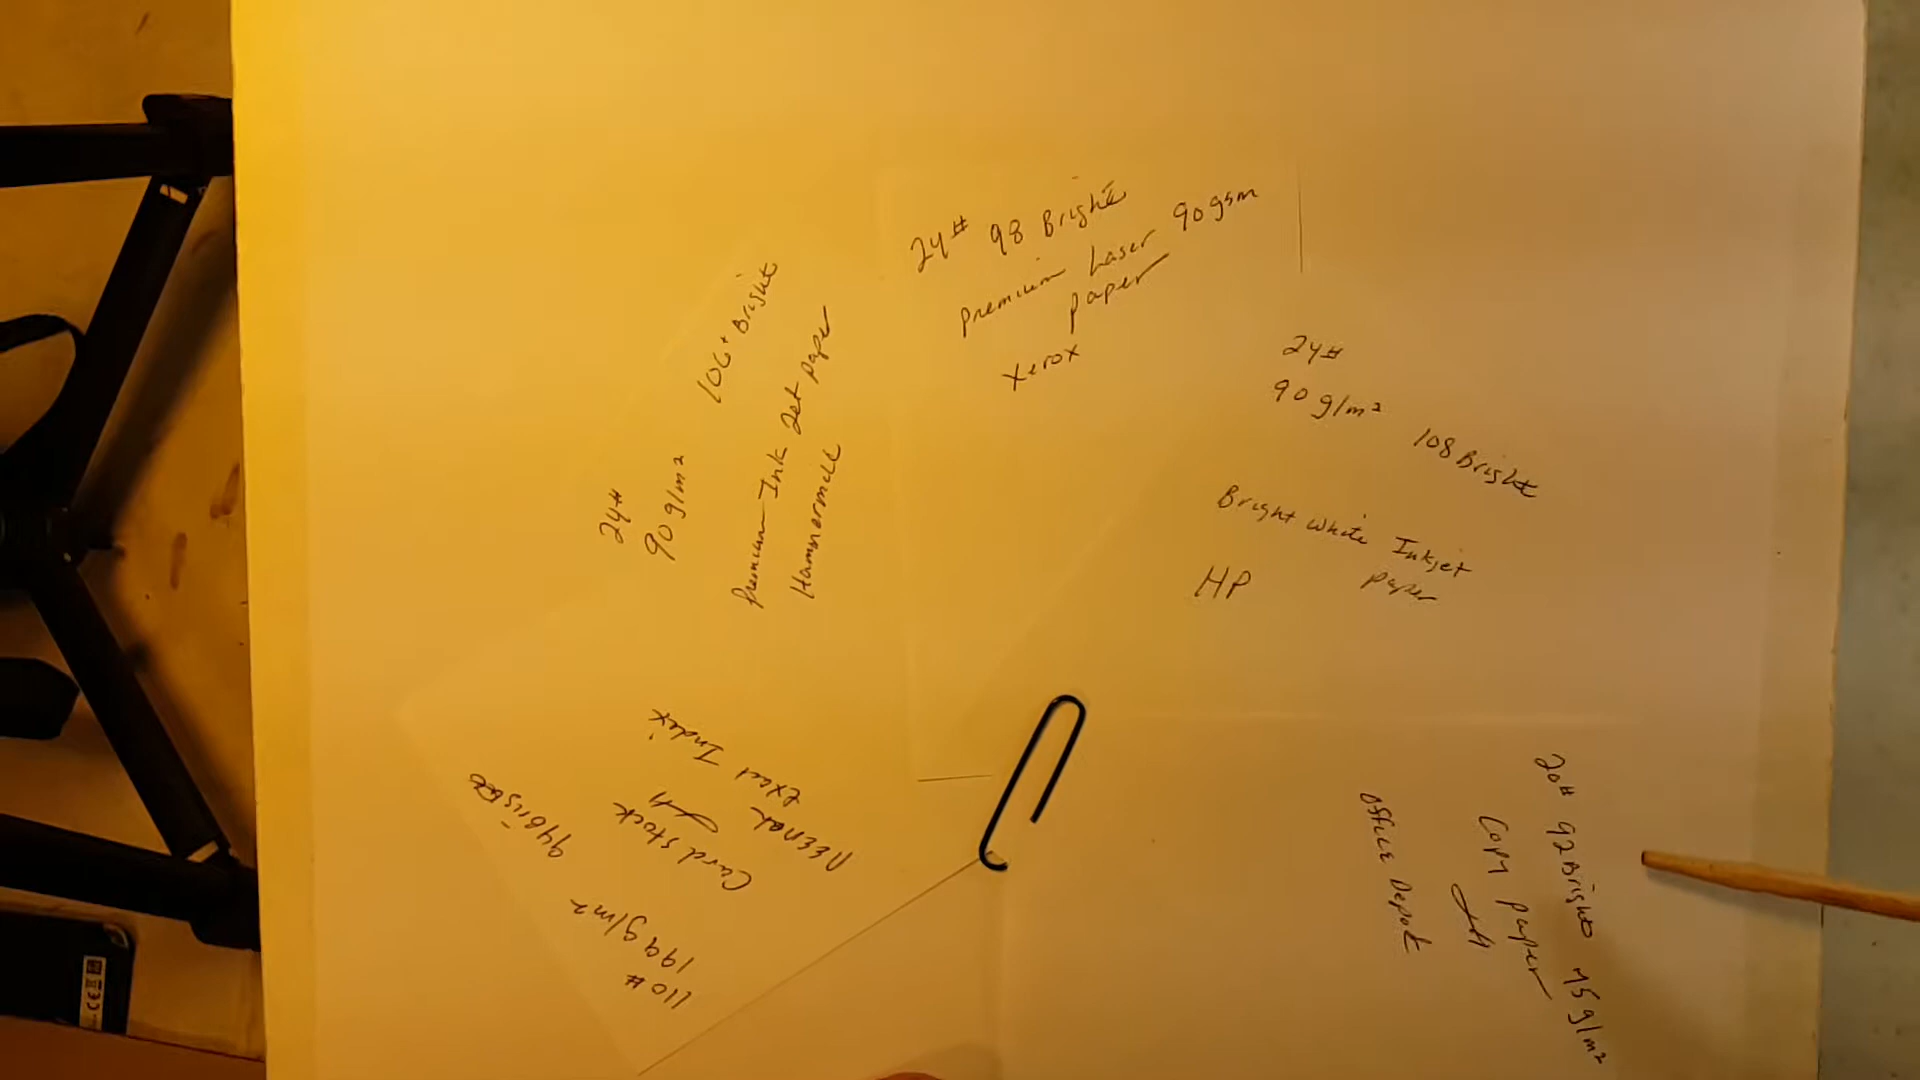 24# 98 Bright
Premium Laser 90gsm
Paper
Xerox
24#
90 g/m²
106+ Bright
Premium Ink Jet Paper
Hammermill
24#
90 g/m²
108 Bright
Bright White Inkjet
Paper
HP
20# 92 Bright 75 g/m²
Copy Paper
Office Depot
110#
199 g/m² 94 Bright
Card Stock
Neenah
Exact Index
CE